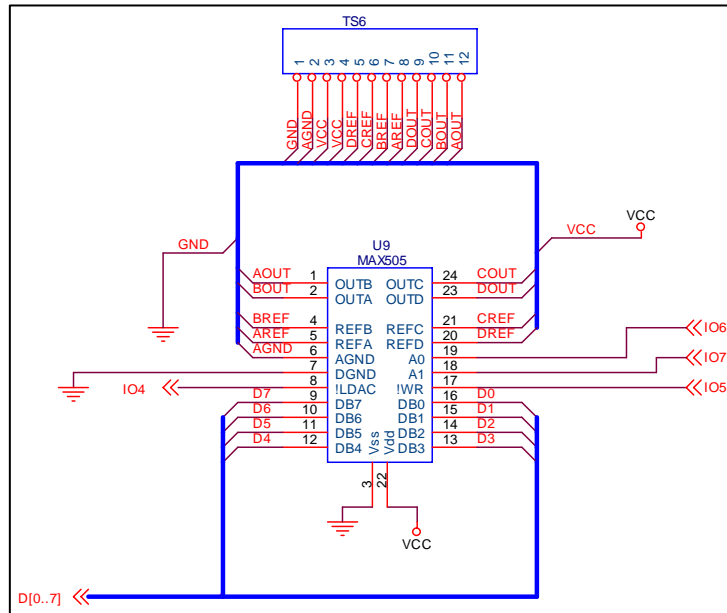 TS6
1 2 3 4 5 6 7 8 9 10 11 12
GND AGND VCC VCC DREF CREF BREF AREF DOUT COUT BOUT AOUT
VCC
VCC
GND
U9
MAX505
AOUT 1 OUTB OUTC 24 COUT
BOUT 2 OUTA OUTD 23 DOUT
BREF 4 REFB REFC 21 CREF
AREF 5 REFA REFD 20 DREF
AGND 6 AGND A0 19 IO6
7 DGND A1 18 IO7
IO4 8 !LDAC !WR 17 IO5
D7 9 DB7 DB0 16 D0
D6 10 DB6 DB1 15 D1
D5 11 DB5 DB2 14 D2
D4 12 DB4 DB3 13 D3
Vss Vdd
3 22
VCC
D[0..7]